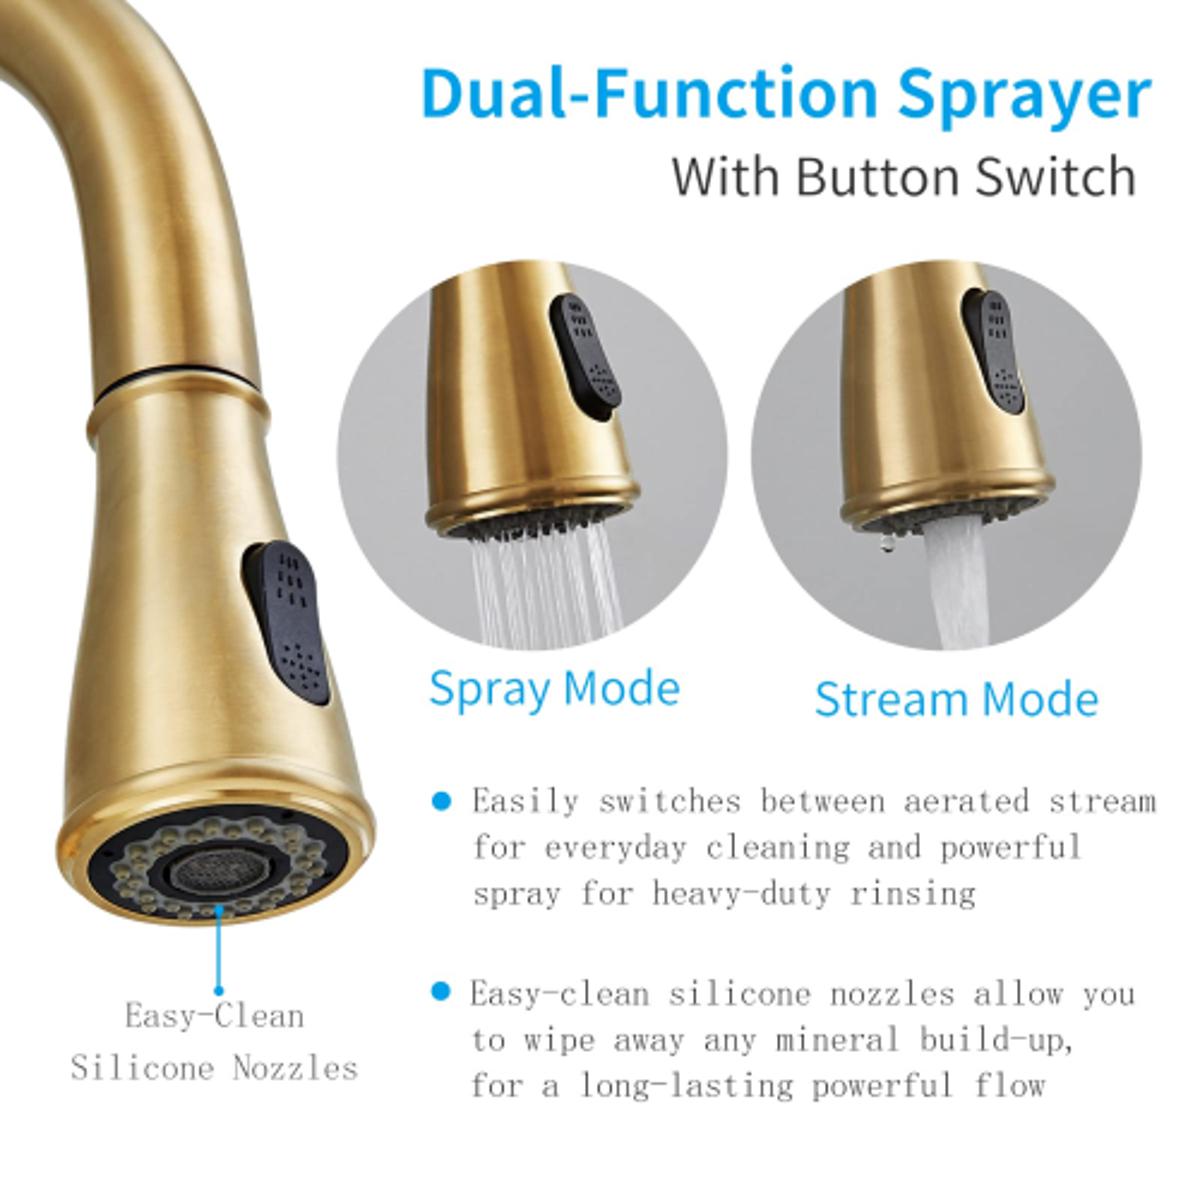 Dual-Function Sprayer
With Button Switch
Spray Mode
Stream Mode
Easily switches between aerated stream
for everyday cleaning and powerful
spray for heavy-duty rinsing
Easy-clean silicone nozzles allow you
to wipe away any mineral build-up,
for a long-lasting powerful flow
Easy-Clean
Silicone Nozzles